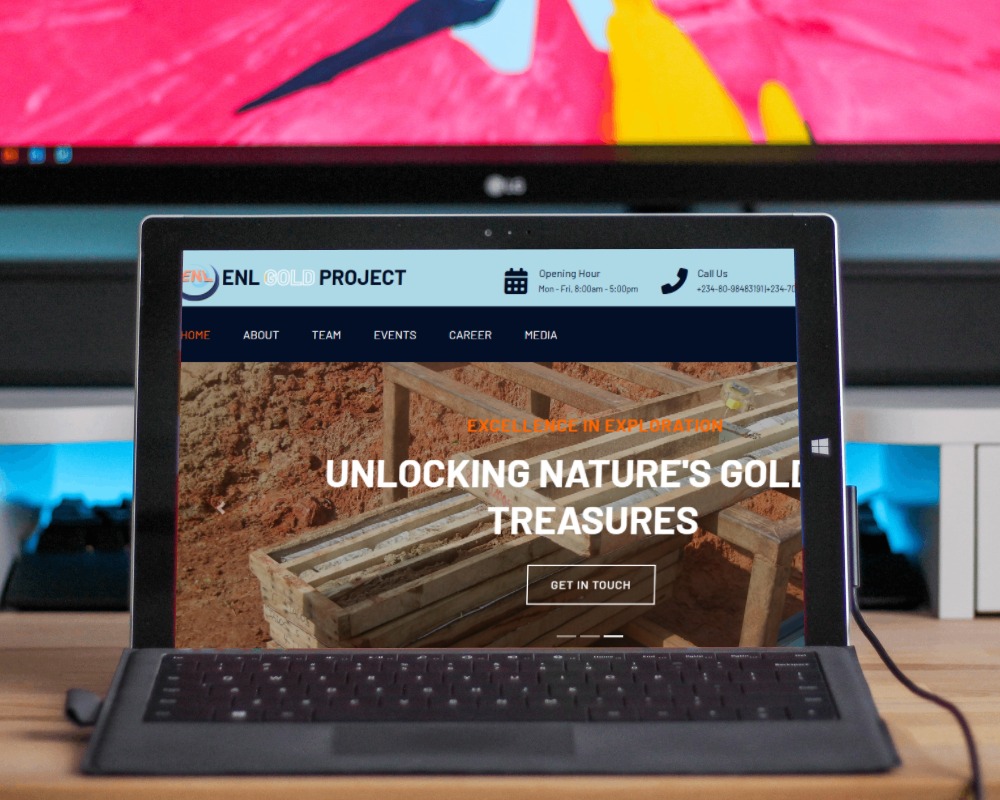 LG
ENL
ENL GOLD PROJECT
Opening Hour
Mon - Fri, 8:00am - 5:00pm
Call Us
+234-80-98483191|+234-70
HOME ABOUT TEAM EVENTS CAREER MEDIA
EXCELLENCE IN EXPLORATION
UNLOCKING NATURE'S GOLD
TREASURES
GET IN TOUCH